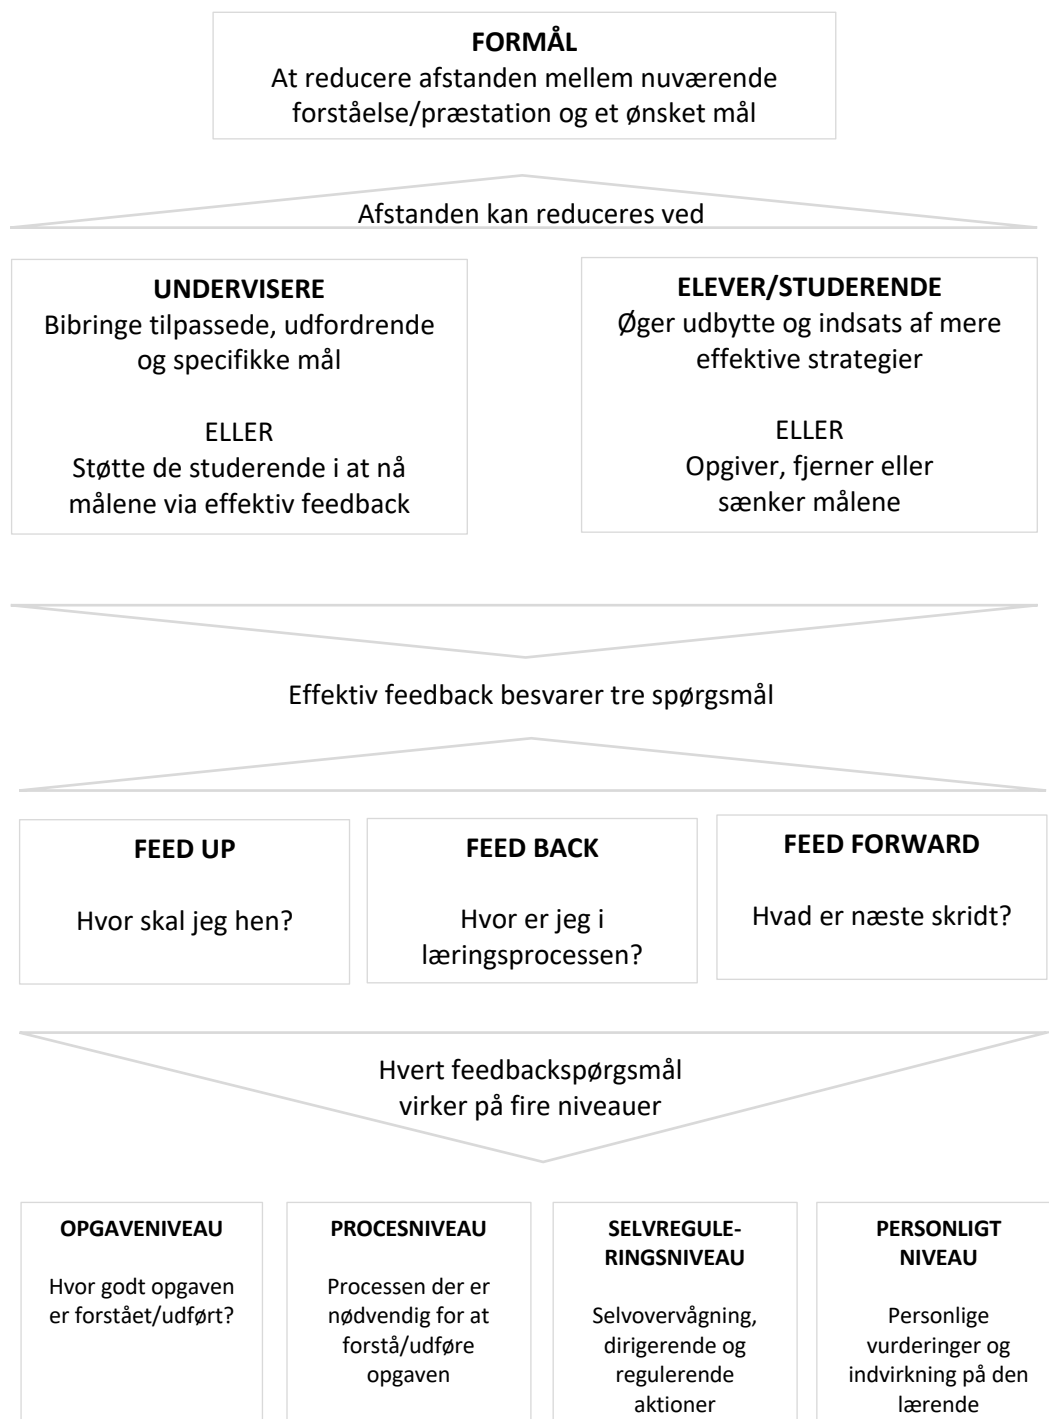 FORMÅL
At reducere afstanden mellem nuværende
forståelse/præstation og et ønsket mål
Afstanden kan reduceres ved
UNDERVISERE
Bibringe tilpassede, udfordrende
og specifikke mål
ELLER
Støtte de studerende i at nå
målene via effektiv feedback
ELEVER/STUDERENDE
Øger udbytte og indsats af mere
effektive strategier
ELLER
Opgiver, fjerner eller
sænker målene
Effektiv feedback besvarer tre spørgsmål
FEED UP
Hvor skal jeg hen?
FEED BACK
Hvor er jeg i
læringsprocessen?
FEED FORWARD
Hvad er næste skridt?
Hvert feedbackspørgsmål
virker på fire niveauer
OPGAVENIVEAU
Hvor godt opgaven
er forstået/udført?
PROCESNIVEAU
Processen der er
nødvendig for at
forstå/udføre
opgaven
SELVREGULE-
RINGSNIVEAU
Selvovervågning,
dirigerende og
regulerende
aktioner
PERSONLIGT
NIVEAU
Personlige
vurderinger og
indvirkning på den
lærende